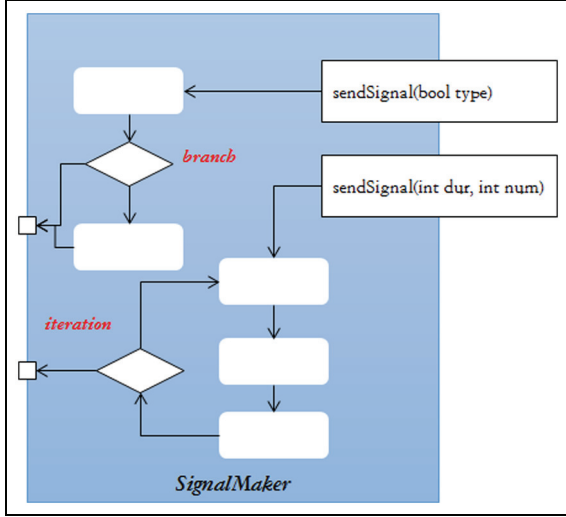 sendSignal(bool type)
branch
sendSignal(int dur, int num)
iteration
SignalMaker